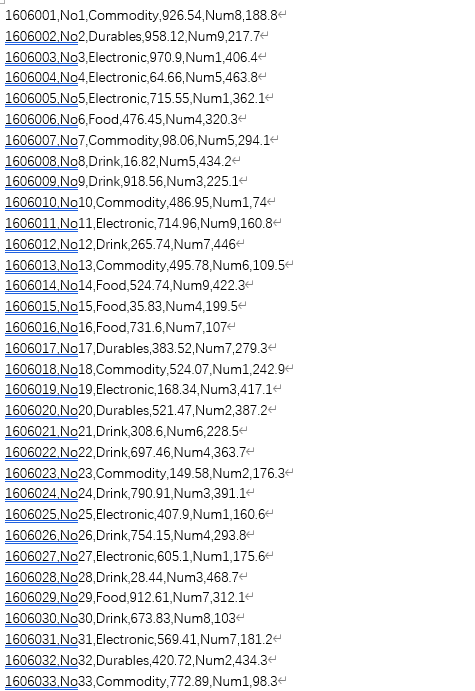 1606001,No1,Commodity,926.54,Num8,188.8
1606002,No2,Durables,958.12,Num9,217.7
1606003,No3,Electronic,970.9,Num1,406.4
1606004,No4,Electronic,64.66,Num5,463.8
1606005,No5,Electronic,715.55,Num1,362.1
1606006,No6,Food,476.45,Num4,320.3
1606007,No7,Commodity,98.06,Num5,294.1
1606008,No8,Drink,16.82,Num5,434.2
1606009,No9,Drink,918.56,Num3,225.1
1606010,No10,Commodity,486.95,Num1,74
1606011,No11,Electronic,714.96,Num9,160.8
1606012,No12,Drink,265.74,Num7,446
1606013,No13,Commodity,495.78,Num6,109.5
1606014,No14,Food,524.74,Num9,422.3
1606015,No15,Food,35.83,Num4,199.5
1606016,No16,Food,731.6,Num7,107
1606017,No17,Durables,383.52,Num7,279.3
1606018,No18,Commodity,524.07,Num1,242.9
1606019,No19,Electronic,168.34,Num3,417.1
1606020,No20,Durables,521.47,Num2,387.2
1606021,No21,Drink,308.6,Num6,228.5
1606022,No22,Drink,697.46,Num4,363.7
1606023,No23,Commodity,149.58,Num2,176.3
1606024,No24,Drink,790.91,Num3,391.1
1606025,No25,Electronic,407.9,Num1,160.6
1606026,No26,Drink,754.15,Num4,293.8
1606027,No27,Electronic,605.1,Num1,175.6
1606028,No28,Drink,28.44,Num3,468.7
1606029,No29,Food,912.61,Num7,312.1
1606030,No30,Drink,673.83,Num8,103
1606031,No31,Electronic,569.41,Num7,181.2
1606032,No32,Durables,420.72,Num2,434.3
1606033,No33,Commodity,772.89,Num1,98.3